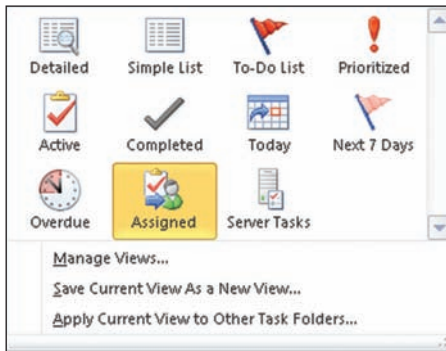 Detailed Simple List To-Do List Prioritized
Active Completed Today Next 7 Days
Overdue Assigned Server Tasks
Manage Views...
Save Current View As a New View...
Apply Current View to Other Task Folders...